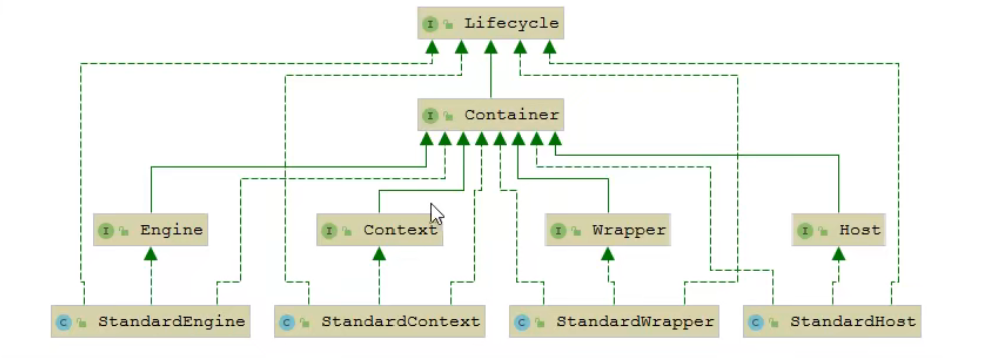 I Lifecycle
I Container
I Engine
I Context
I Wrapper
I Host
C StandardEngine
C StandardContext
C StandardWrapper
C StandardHost